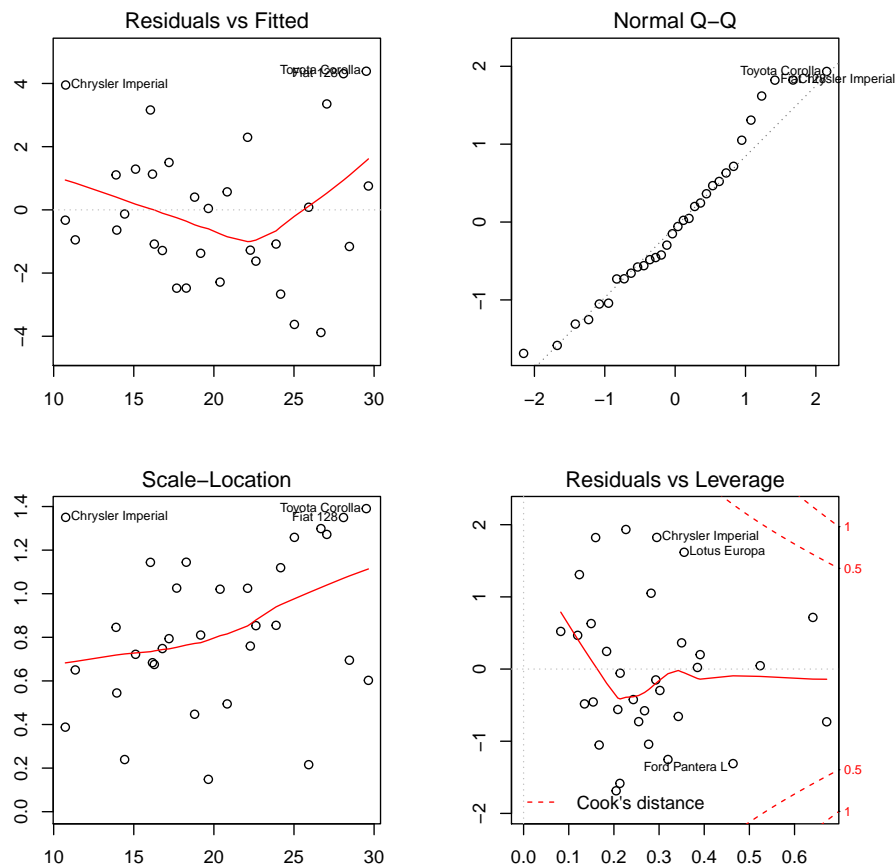 Residuals vs Fitted
Toyota Corolla
Fiat 128
Chrysler Imperial
4
2
0
−2
−4
10 15 20 25 30
Normal Q−Q
Toyota Corolla
Fiat 128
Chrysler Imperial
2
1
0
−1
−2 −1 0 1 2
Scale−Location
Toyota Corolla
Chrysler Imperial
Fiat 128
1.4
1.2
1.0
0.8
0.6
0.4
0.2
0.0
10 15 20 25 30
Residuals vs Leverage
Chrysler Imperial
Lotus Europa
Ford Pantera L
Cook's distance
2
1
0
−1
−2
1
0.5
0.5
1
0.0 0.1 0.2 0.3 0.4 0.6